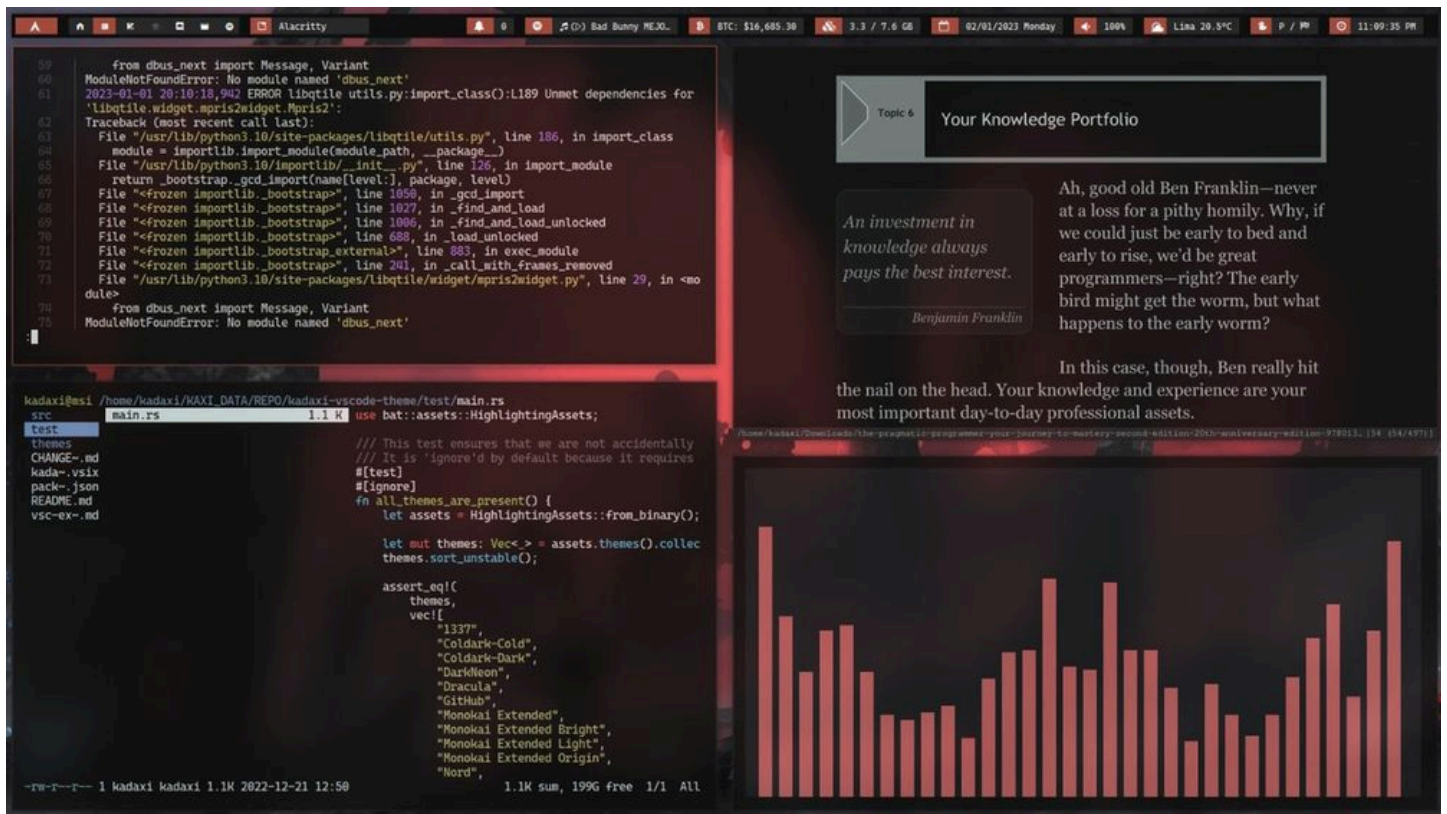 Alacritty 0 (>) Bad Bunny MEJO… BTC: $16,685.30 3.3 / 7.6 GB 02/01/2023 Monday 100% Lima 20.5°C P / 11:09:35 PM
59 from dbus_next import Message, Variant
60 ModuleNotFoundError: No module named 'dbus_next'
61 2023-01-01 20:10:18,942 ERROR libqtile utils.py:import_class():L189 Unmet dependencies for
'libqtile.widget.mpris2widget.Mpris2':
62 Traceback (most recent call last):
63 File "/usr/lib/python3.10/site-packages/libqtile/utils.py", line 186, in import_class
64 module = importlib.import_module(module_path, __package__)
65 File "/usr/lib/python3.10/importlib/__init__.py", line 126, in import_module
66 return _bootstrap._gcd_import(name[level:], package, level)
67 File "<frozen importlib._bootstrap>", line 1050, in _gcd_import
68 File "<frozen importlib._bootstrap>", line 1027, in _find_and_load
69 File "<frozen importlib._bootstrap>", line 1006, in _find_and_load_unlocked
70 File "<frozen importlib._bootstrap>", line 688, in _load_unlocked
71 File "<frozen importlib._bootstrap_external>", line 883, in exec_module
72 File "<frozen importlib._bootstrap>", line 241, in _call_with_frames_removed
73 File "/usr/lib/python3.10/site-packages/libqtile/widget/mpris2widget.py", line 29, in <mo
dule>
74 from dbus_next import Message, Variant
75 ModuleNotFoundError: No module named 'dbus_next'
:
Topic 6 Your Knowledge Portfolio
An investment in
knowledge always
pays the best interest.
Benjamin Franklin
Ah, good old Ben Franklin—never
at a loss for a pithy homily. Why, if
we could just be early to bed and
early to rise, we'd be great
programmers—right? The early
bird might get the worm, but what
happens to the early worm?
In this case, though, Ben really hit
the nail on the head. Your knowledge and experience are your
most important day-to-day professional assets.
/home/kadaxi/Downloads/the-pragmatic-programmer-your-journey-to-mastery-second-edition-20th-anniversary-edition-978013… [54 (54/497)]
kadaxi@msi /home/kadaxi/KAXI_DATA/REPO/kadaxi-vscode-theme/test/main.rs
src main.rs 1.1 K use bat::assets::HighlightingAssets;
test
themes /// This test ensures that we are not accidentally
CHANGE~.md /// It is 'ignore'd by default because it requires
kada~.vsix #[test]
pack~.json #[ignore]
README.md fn all_themes_are_present() {
vsc-ex~.md let assets = HighlightingAssets::from_binary();
let mut themes: Vec<_> = assets.themes().collec
themes.sort_unstable();
assert_eq!(
themes,
vec![
"1337",
"Coldark-Cold",
"Coldark-Dark",
"DarkNeon",
"Dracula",
"GitHub",
"Monokai Extended",
"Monokai Extended Bright",
"Monokai Extended Light",
"Monokai Extended Origin",
"Nord",
-rw-r--r-- 1 kadaxi kadaxi 1.1K 2022-12-21 12:50 1.1K sum, 199G free 1/1 All